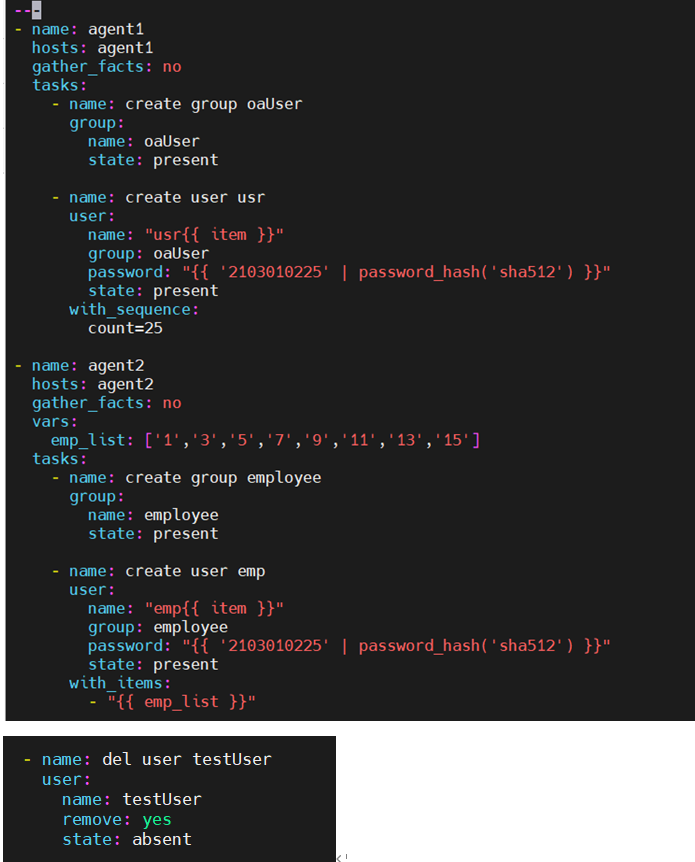 ---
- name: agent1
  hosts: agent1
  gather_facts: no
  tasks:
    - name: create group oaUser
      group:
        name: oaUser
        state: present

    - name: create user usr
      user:
        name: "usr{{ item }}"
        group: oaUser
        password: "{{ '2103010225' | password_hash('sha512') }}"
        state: present
      with_sequence:
        count=25

- name: agent2
  hosts: agent2
  gather_facts: no
  vars:
    emp_list: ['1','3','5','7','9','11','13','15']
  tasks:
    - name: create group employee
      group:
        name: employee
        state: present

    - name: create user emp
      user:
        name: "emp{{ item }}"
        group: employee
        password: "{{ '2103010225' | password_hash('sha512') }}"
        state: present
      with_items:
        - "{{ emp_list }}"

- name: del user testUser
  user:
    name: testUser
    remove: yes
    state: absent